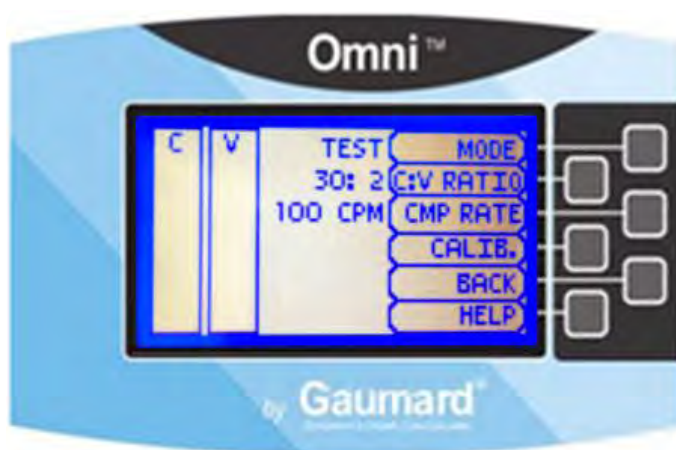 Omni™
C V TEST MODE
30: 2 C:V RATIO
100 CPM CMP RATE
CALIB.
BACK
HELP
by Gaumard®